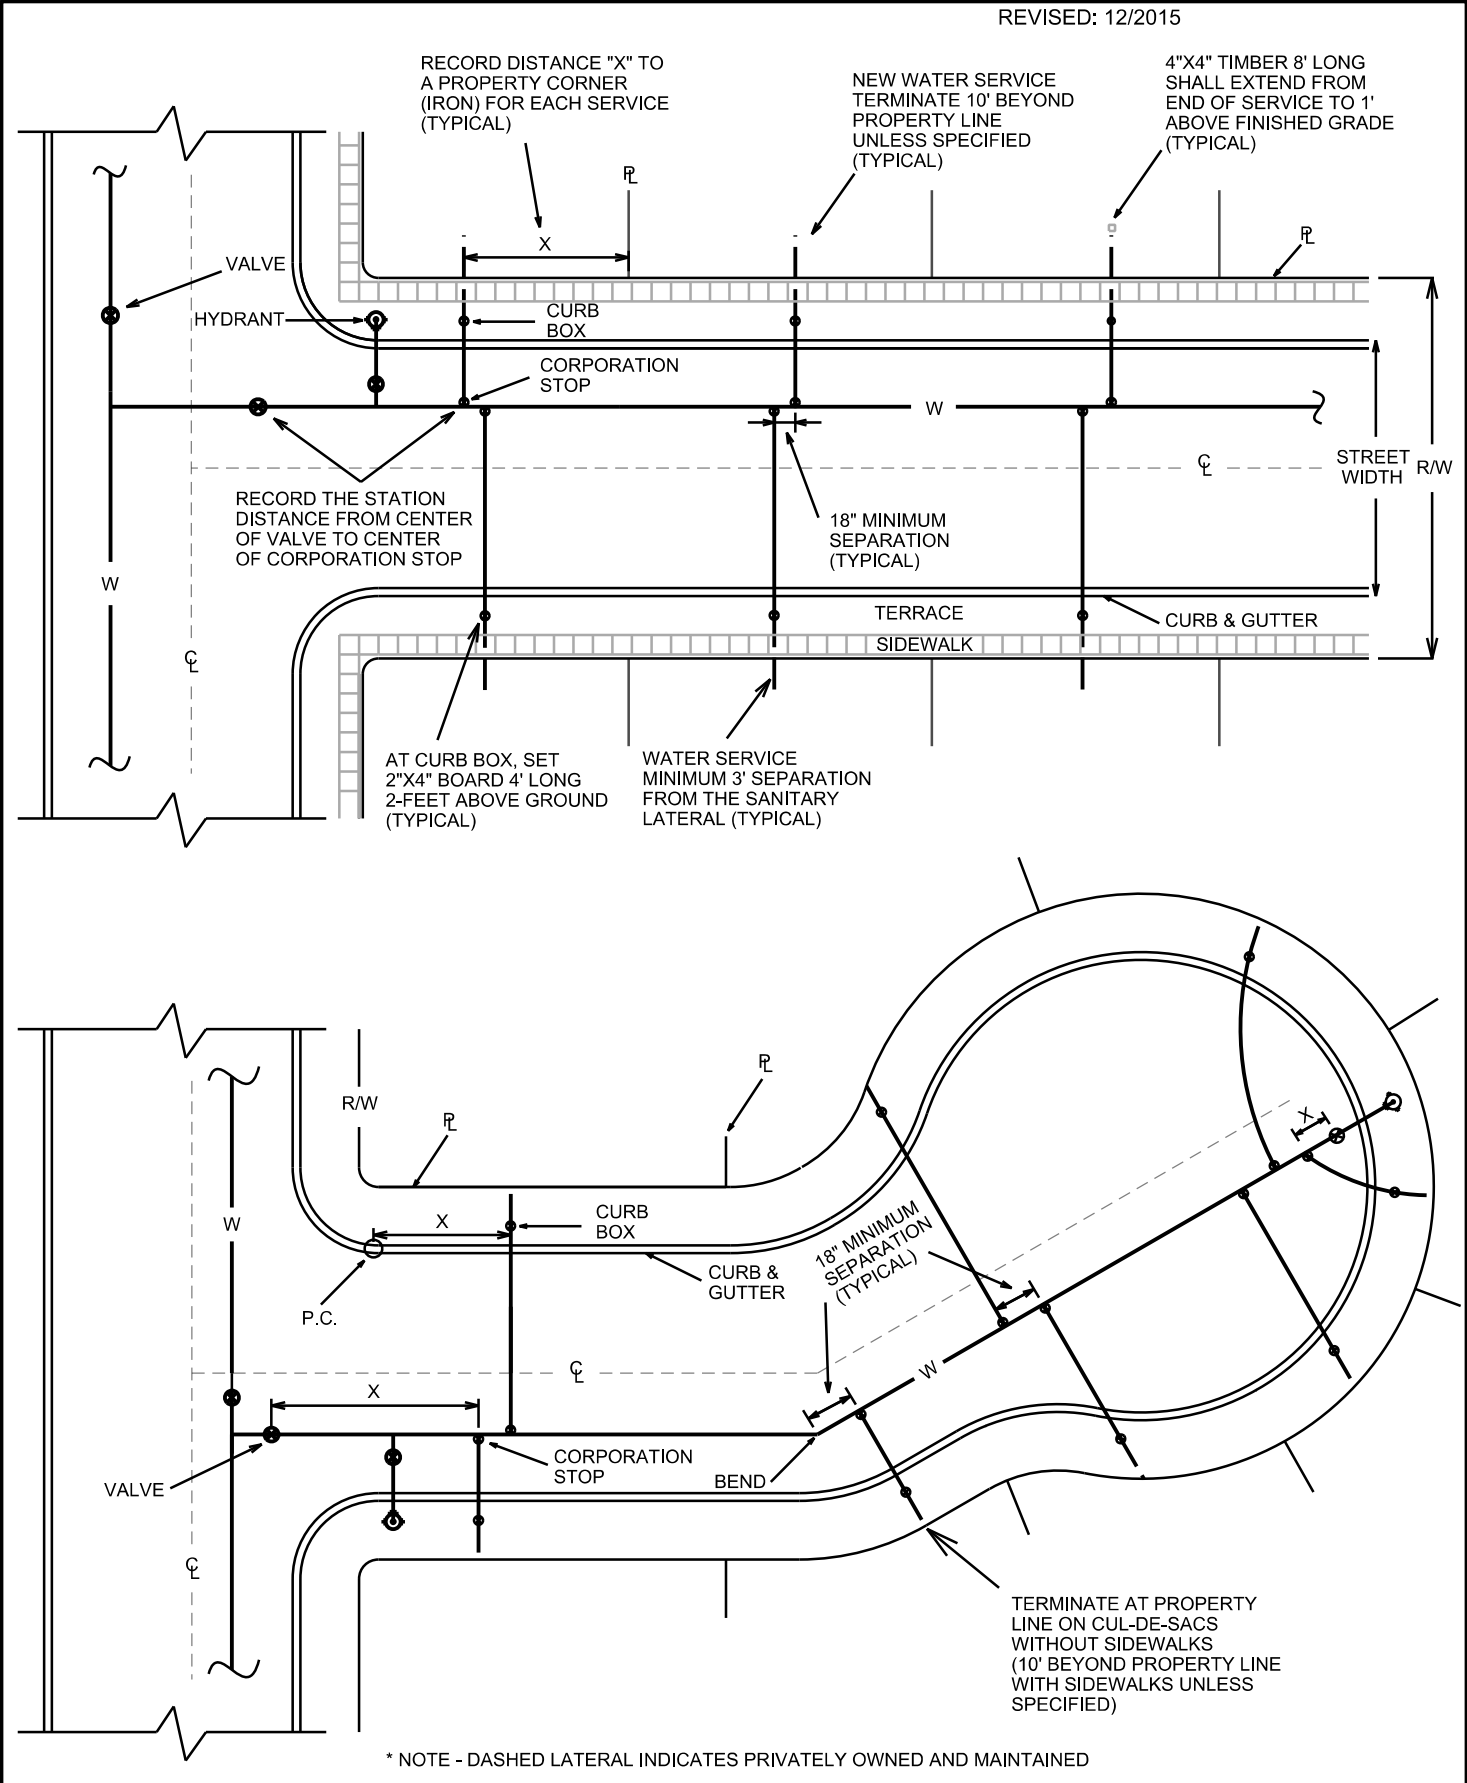 REVISED: 12/2015
RECORD DISTANCE "X" TO
A PROPERTY CORNER
(IRON) FOR EACH SERVICE
(TYPICAL)
NEW WATER SERVICE
TERMINATE 10' BEYOND
PROPERTY LINE
UNLESS SPECIFIED
(TYPICAL)
4"X4" TIMBER 8' LONG
SHALL EXTEND FROM
END OF SERVICE TO 1'
ABOVE FINISHED GRADE
(TYPICAL)
PL
X
PL
VALVE
HYDRANT
CURB
BOX
CORPORATION
STOP
W
CL
STREET
WIDTH
R/W
RECORD THE STATION
DISTANCE FROM CENTER
OF VALVE TO CENTER
OF CORPORATION STOP
18" MINIMUM
SEPARATION
(TYPICAL)
W
TERRACE
CURB & GUTTER
SIDEWALK
CL
AT CURB BOX, SET
2"X4" BOARD 4' LONG
2-FEET ABOVE GROUND
(TYPICAL)
WATER SERVICE
MINIMUM 3' SEPARATION
FROM THE SANITARY
LATERAL (TYPICAL)
PL
R/W
PL
X
W
X
CURB
BOX
18" MINIMUM
SEPARATION
(TYPICAL)
CURB &
GUTTER
P.C.
CL
W
X
CORPORATION
STOP
BEND
VALVE
CL
TERMINATE AT PROPERTY
LINE ON CUL-DE-SACS
WITHOUT SIDEWALKS
(10' BEYOND PROPERTY LINE
WITH SIDEWALKS UNLESS
SPECIFIED)
* NOTE - DASHED LATERAL INDICATES PRIVATELY OWNED AND MAINTAINED